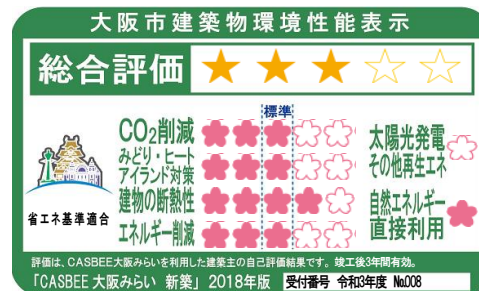 大阪市建築物環境性能表示
総合評価
標準
CO₂削減
みどり・ヒート
アイランド対策
建物の断熱性
エネルギー削減
太陽光発電
その他再生エネ
自然エネルギー
直接利用
省エネ基準適合
評価は、CASBEE大阪みらいを利用した建築主の自己評価結果です。竣工後3年間有効。
「CASBEE大阪みらい 新築」2018年版 受付番号 令和3年度 №008